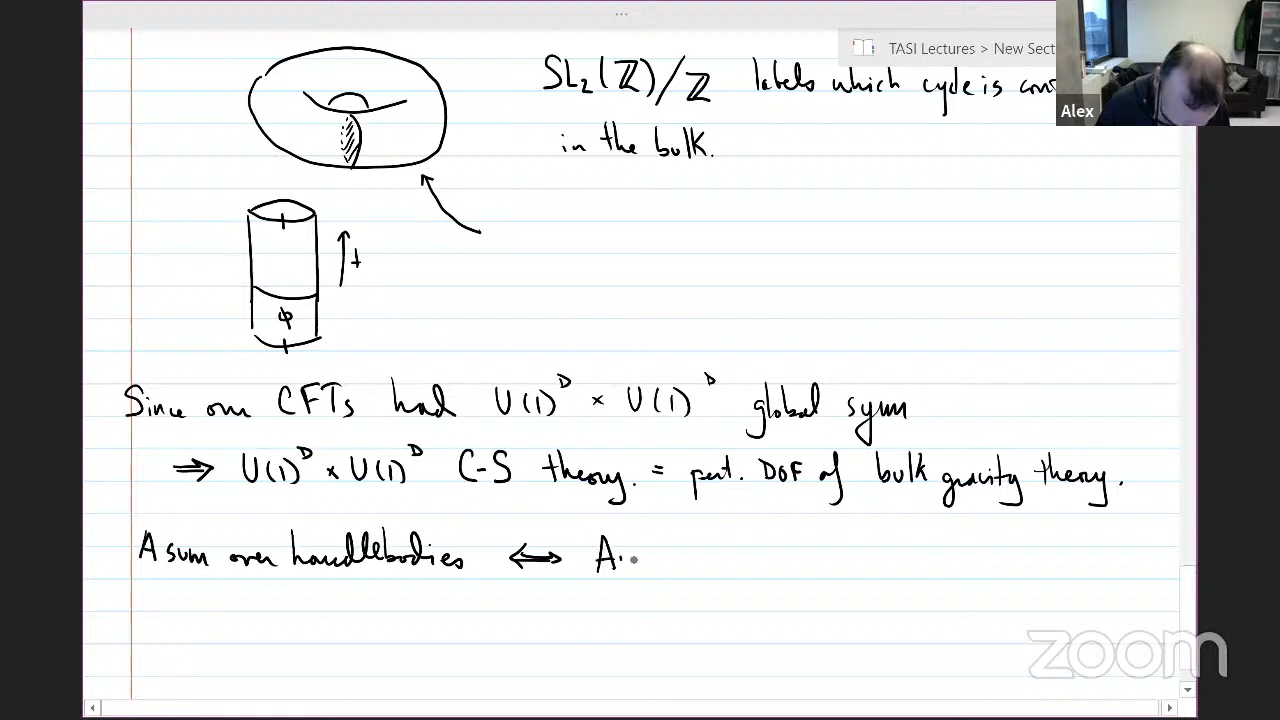 TASI Lectures > New Sect
Alex
SL₂(ℤ)/ℤ labels which cycle is con
in the bulk.
t
φ
Since our CFTs had U(1)^D × U(1)^D global symm
⇒ U(1)^D × U(1)^D C-S theory. = pert. DOF of bulk gravity theory.
A sum over handlebodies ⟺ A
zoom